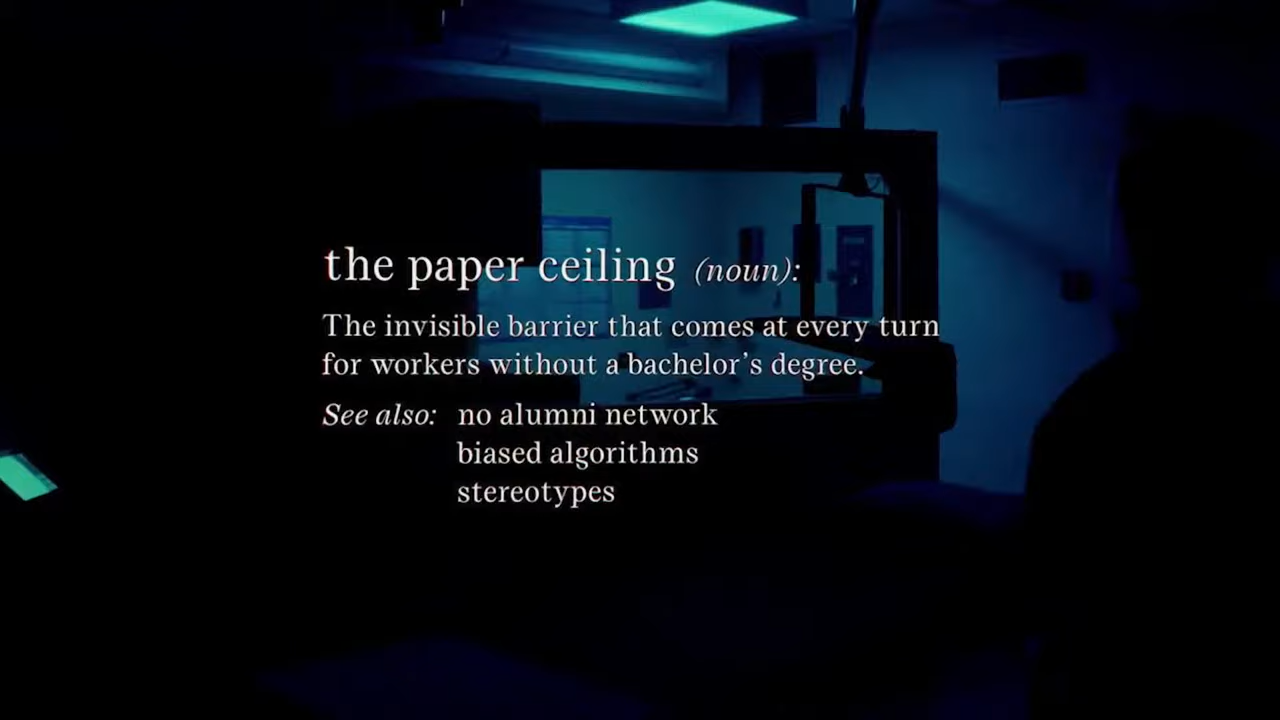 the paper ceiling (noun):
The invisible barrier that comes at every turn
for workers without a bachelor’s degree.
See also: no alumni network
biased algorithms
stereotypes